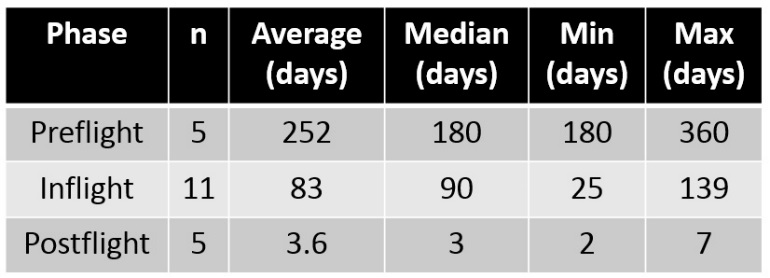 Phase n Average (days) Median (days) Min (days) Max (days)
Preflight 5 252 180 180 360
Inflight 11 83 90 25 139
Postflight 5 3.6 3 2 7